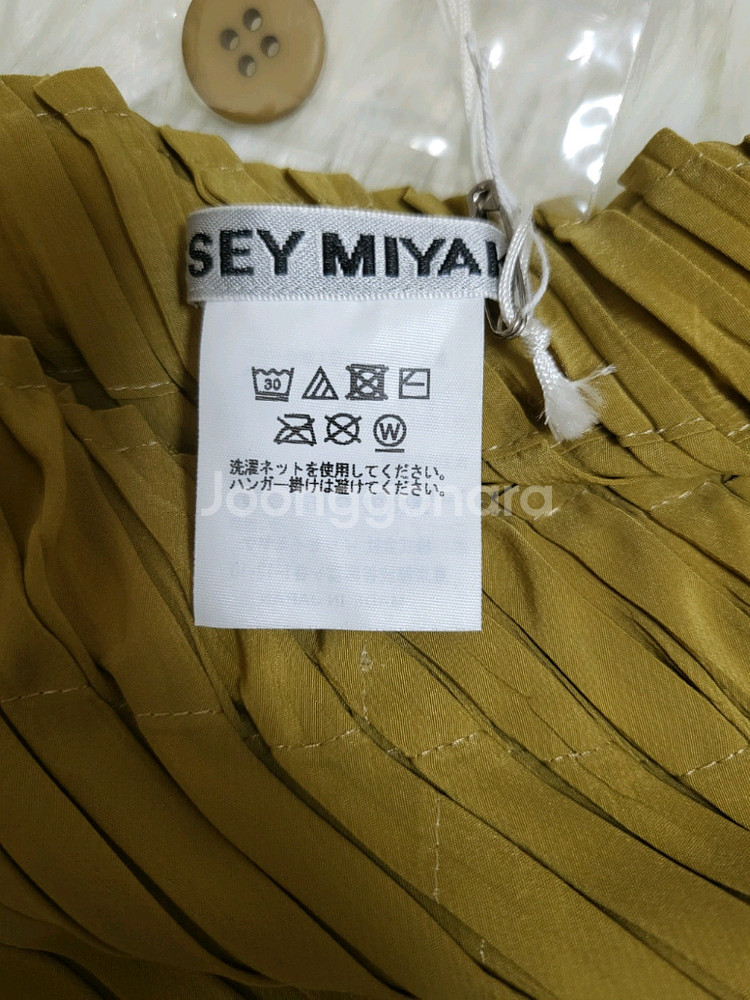 SEY MIYAK
30
W
洗濯ネットを使用してください。
ハンガー掛けは避けてください。
Joonggonara